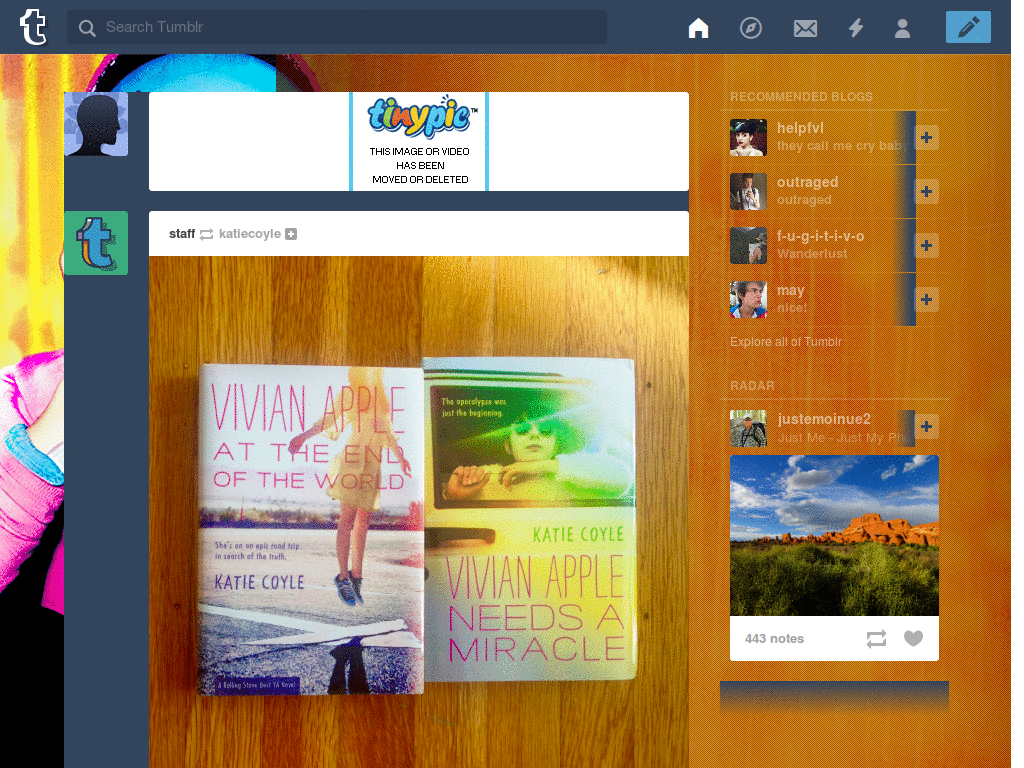 Search Tumblr
tinypic™
THIS IMAGE OR VIDEO
HAS BEEN
MOVED OR DELETED
staff katiecoyle
VIVIAN APPLE
AT THE END
OF THE WORLD
She's on an epic road trip
in search of the truth.
KATIE COYLE
A Rolling Stone Best YA Novel
The apocalypse was
just the beginning.
KATIE COYLE
VIVIAN APPLE
NEEDS A
MIRACLE
RECOMMENDED BLOGS
helpfvl
they call me cry baby
outraged
outraged
f-u-g-i-t-i-v-o
Wanderlust
may
nice!
Explore all of Tumblr
RADAR
justemoinue2
Just Me - Just My Ph
443 notes